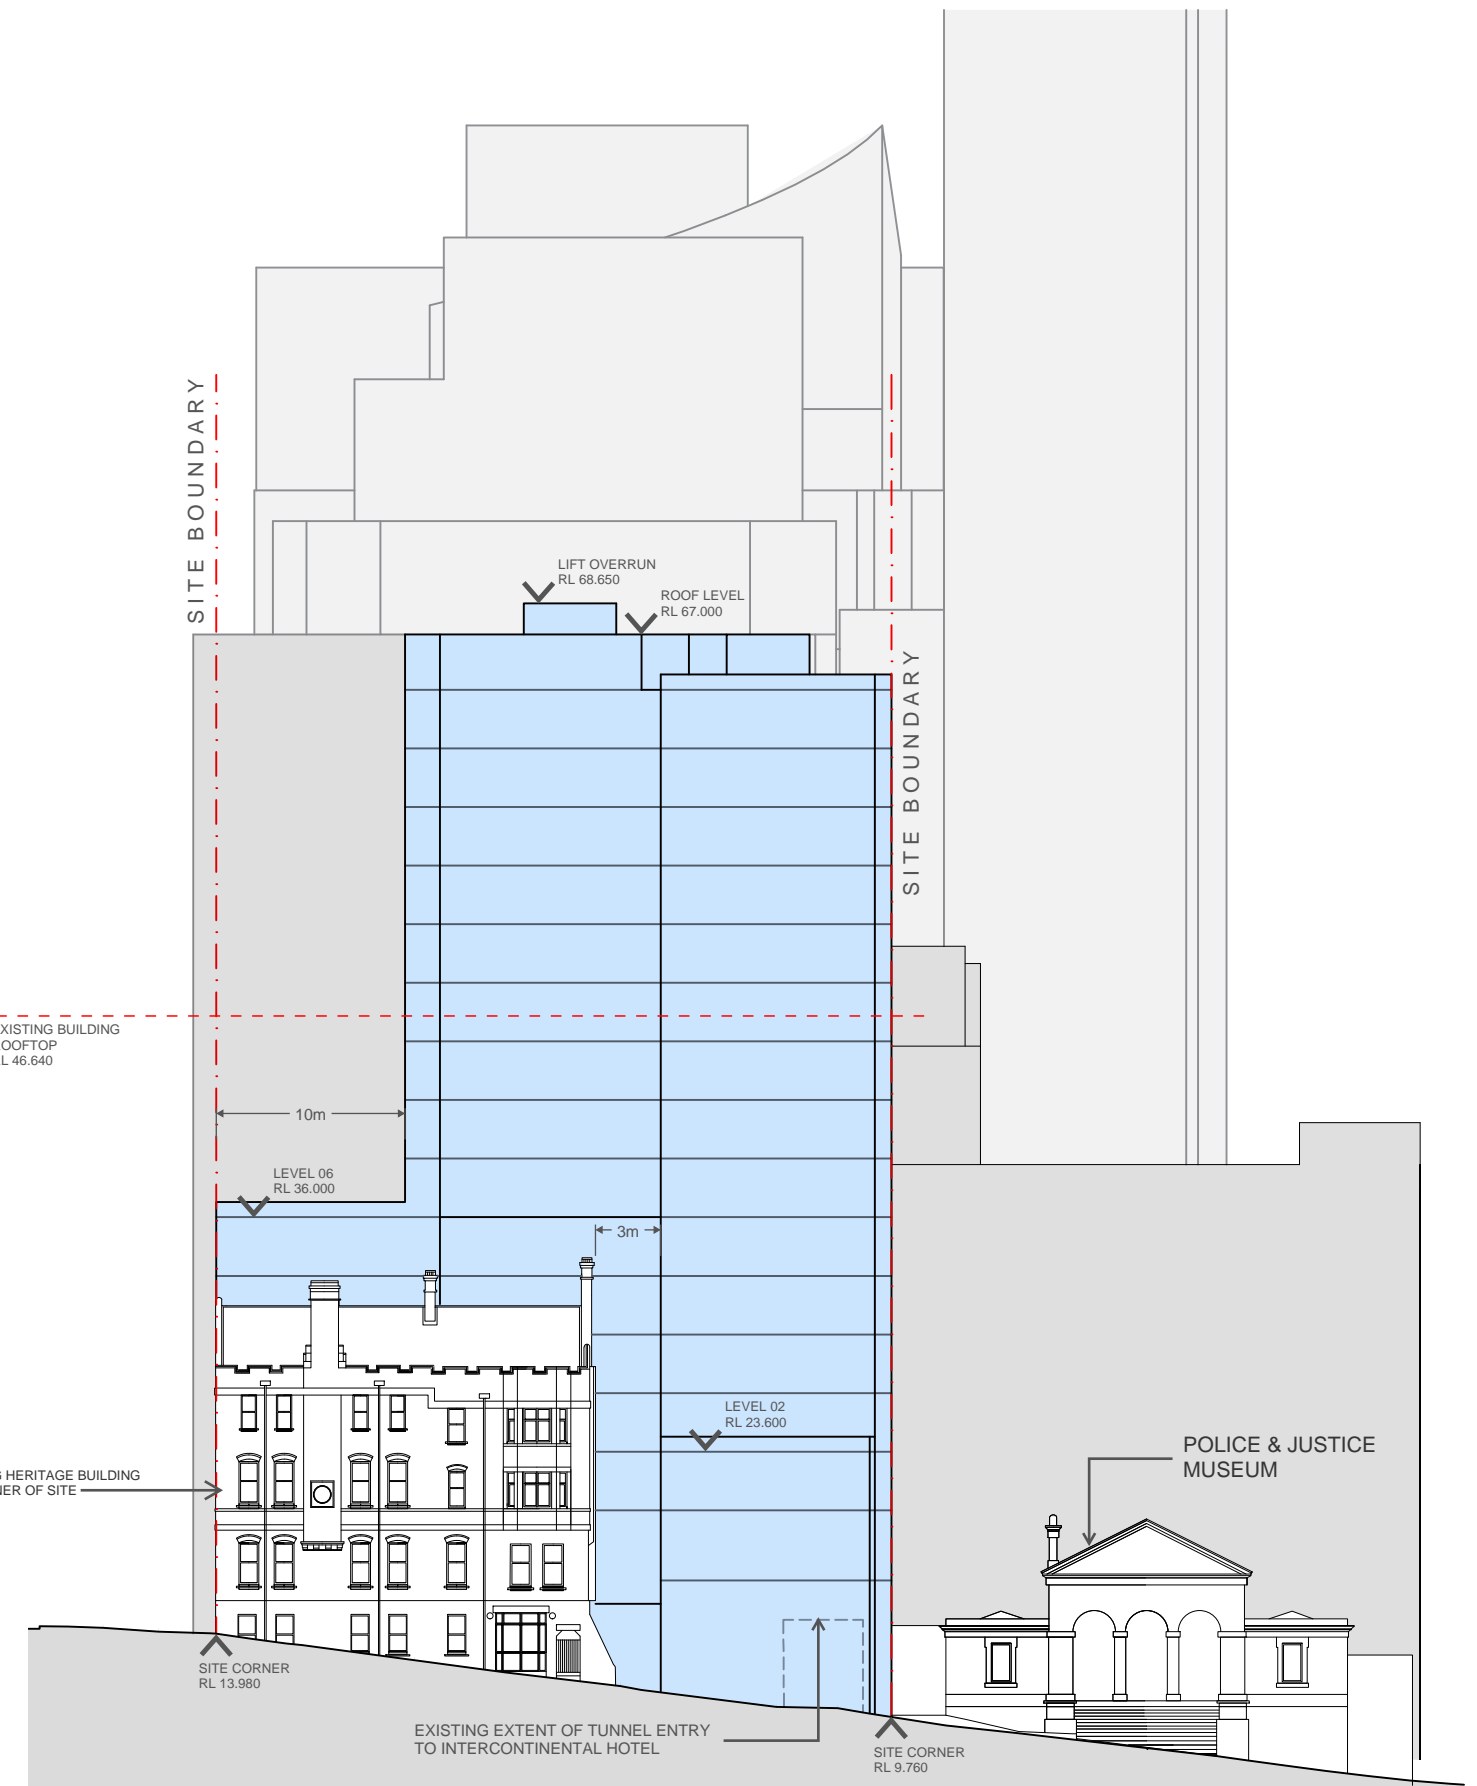 SITE BOUNDARY
LIFT OVERRUN
RL 68.650
ROOF LEVEL
RL 67.000
SITE BOUNDARY
XISTING BUILDING
OOFTOP
L 46.640
10m
LEVEL 06
RL 36.000
3m
LEVEL 02
RL 23.600
POLICE & JUSTICE
MUSEUM
HERITAGE BUILDING
NER OF SITE
SITE CORNER
RL 13.980
EXISTING EXTENT OF TUNNEL ENTRY
TO INTERCONTINENTAL HOTEL
SITE CORNER
RL 9.760